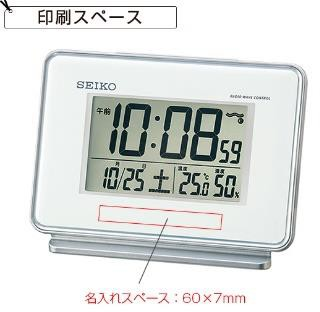 印刷スペース
SEIKO
RADIO WAVE CONTROL
午前 10:08 59
月 日 温度 湿度
10/25 土 25.0℃ 50%
名入れスペース：60×7mm